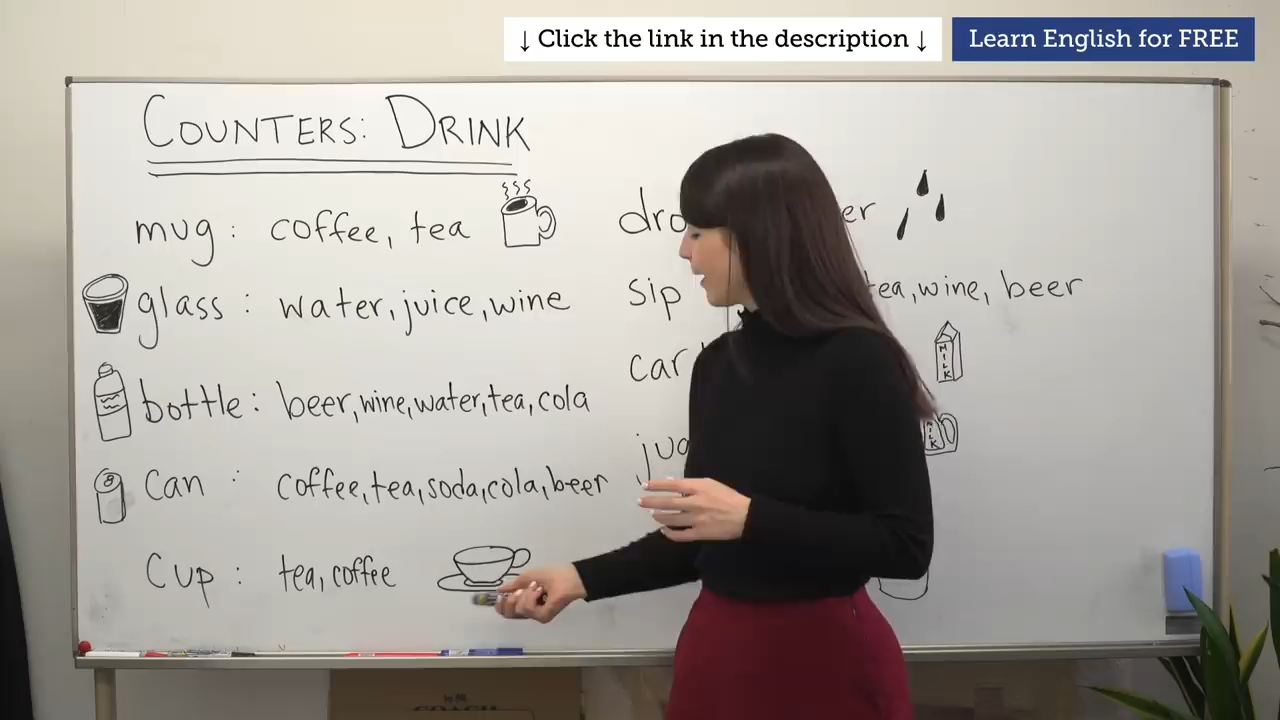 ↓ Click the link in the description ↓
Learn English for FREE
COUNTERS: DRINK
mug : coffee, tea
glass : water, juice, wine
bottle : beer, wine, water, tea, cola
Can : coffee, tea, soda, cola, beer
Cup : tea, coffee
sip tea, wine, beer
MILK
MILK